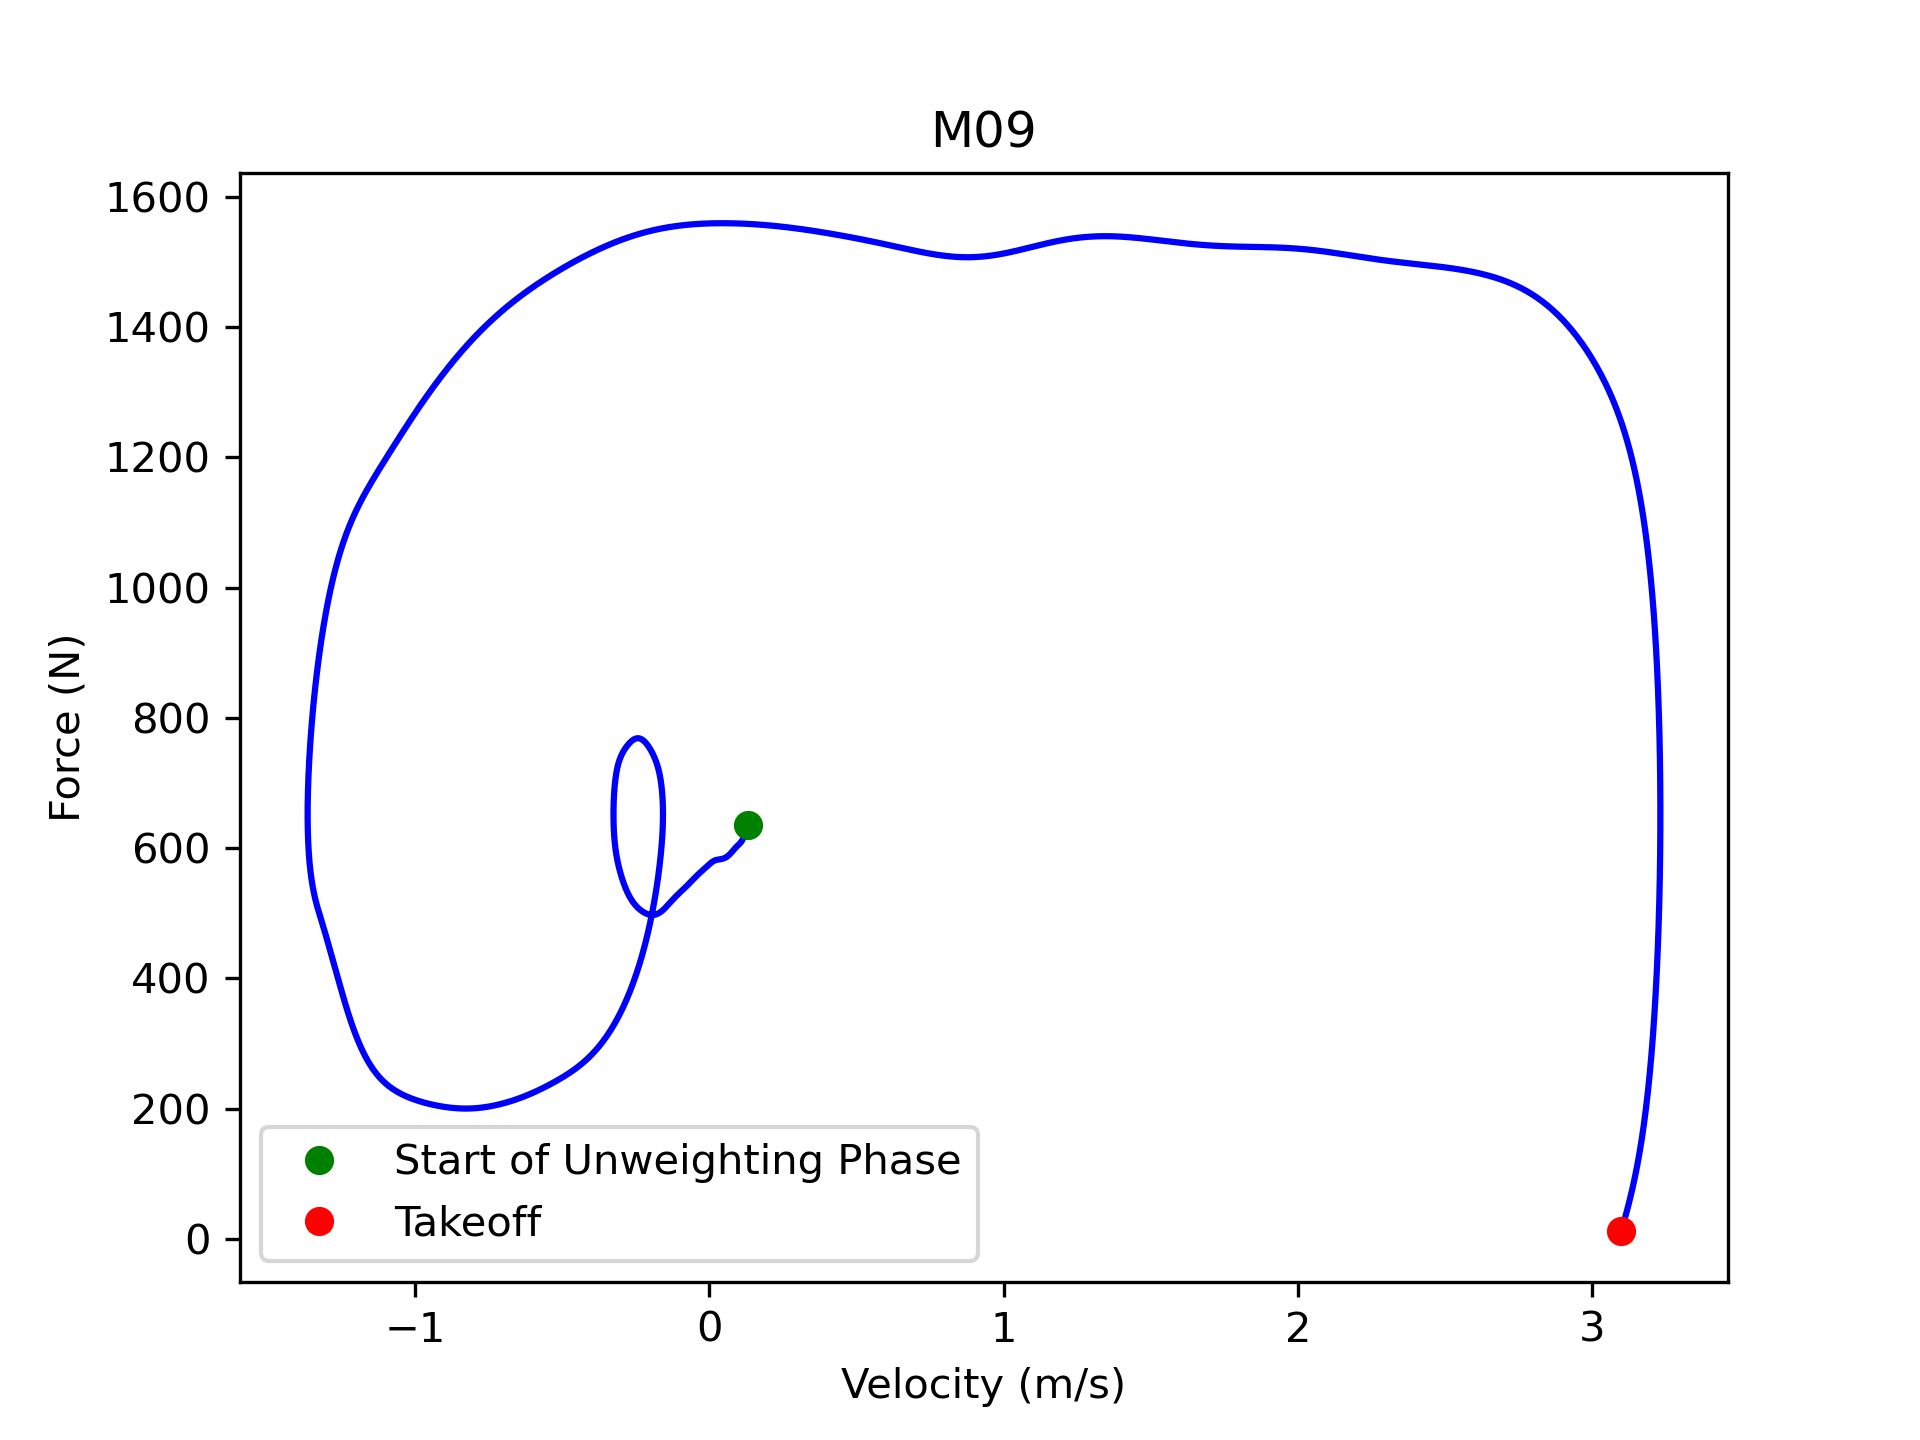 M09
1600
1400
1200
1000
800
600
400
200
0
Force (N)
Start of Unweighting Phase
Takeoff
−1 0 1 2 3
Velocity (m/s)